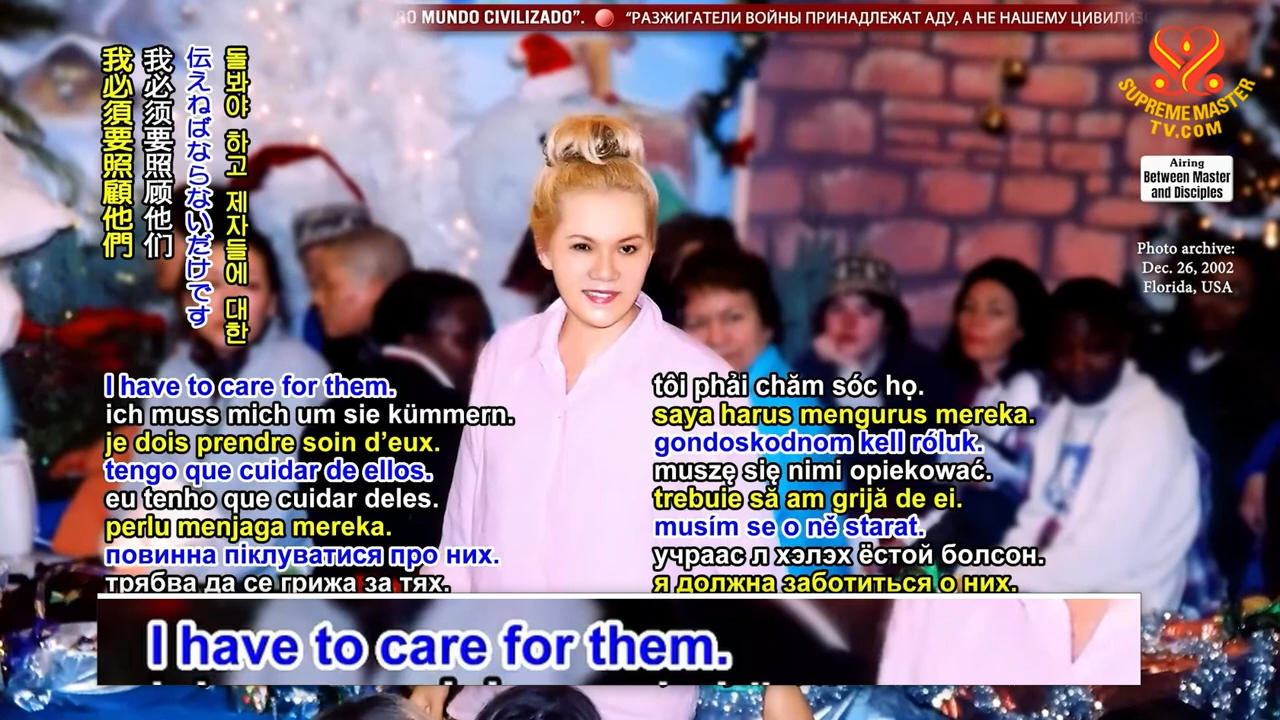 RO MUNDO CIVILIZADO”. “РАЗЖИГАТЕЛИ ВОЙНЫ ПРИНАДЛЕЖАТ АДУ, А НЕ НАШЕМУ
SUPREME MASTER
TV.COM
Airing
Between Master
and Disciples
Photo archive:
Dec. 26, 2002
Florida, USA
돌봐야 하고 제자들에 대한
伝えねばならないだけです
我必须要照顾他们
我必須要照顧他們
I have to care for them.
ich muss mich um sie kümmern.
je dois prendre soin d’eux.
tengo que cuidar de ellos.
eu tenho que cuidar deles.
perlu menjaga mereka.
повинна піклуватися про них.
трябва да се грижа за тях.
tôi phải chăm sóc họ.
saya harus mengurus mereka.
gondoskodnom kell róluk.
muszę się nimi opiekować.
trebuie să am grijă de ei.
musím se o ně starat.
учраас л хэлэх ёстой болсон.
я должна заботиться о них.
I have to care for them.